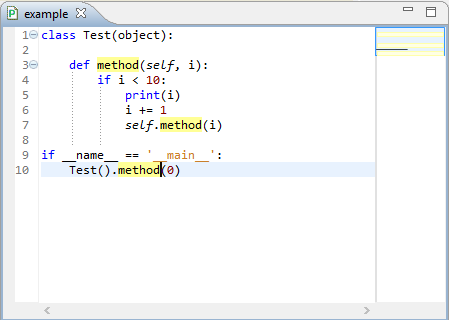 example
1 class Test(object):
2
3     def method(self, i):
4         if i < 10:
5             print(i)
6             i += 1
7             self.method(i)
8
9 if __name__ == '__main__':
10     Test().method(0)